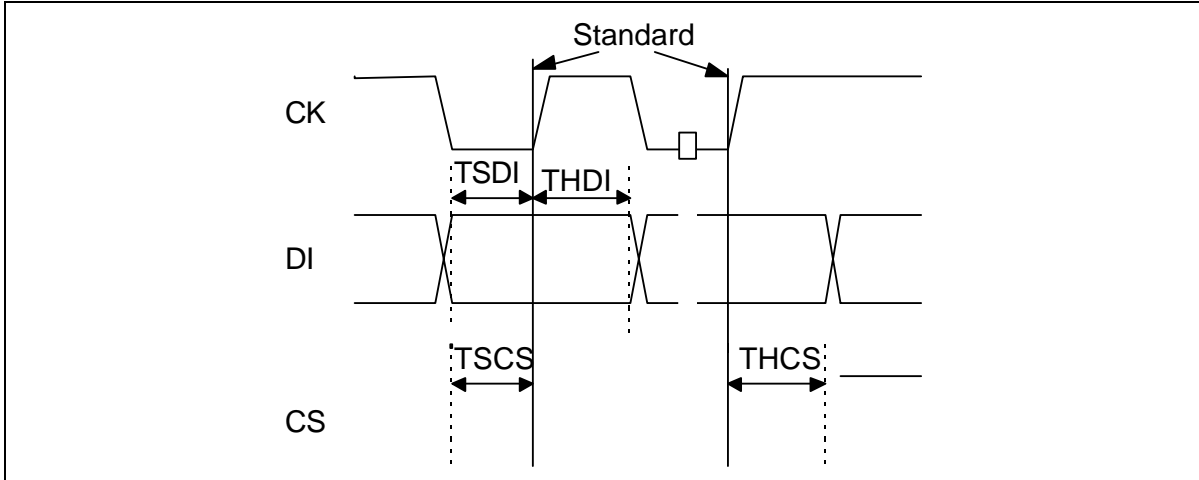 Standard
CK
TSDI
THDI
DI
TSCS
THCS
CS